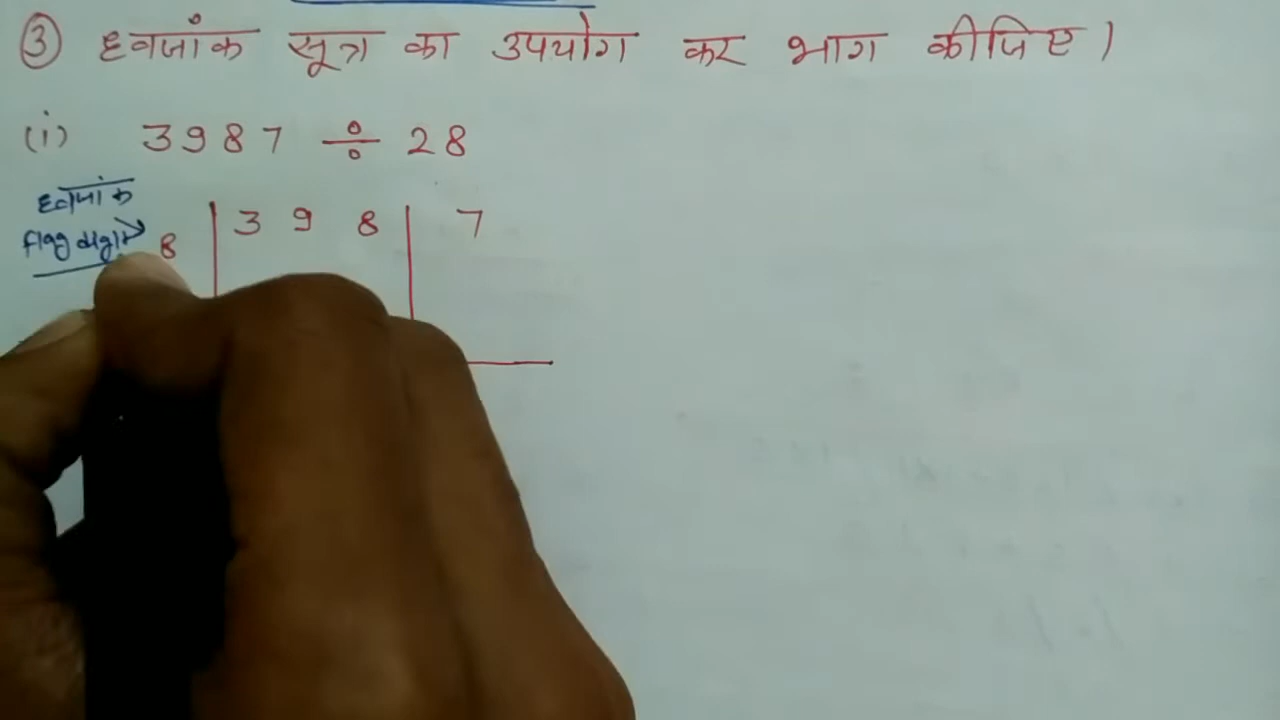 ③ ध्वजांक सूत्र का उपयोग कर भाग कीजिए।
(i) 3987 ÷ 28
ध्वजांक
flag digit → 8 | 3 9 8 | 7